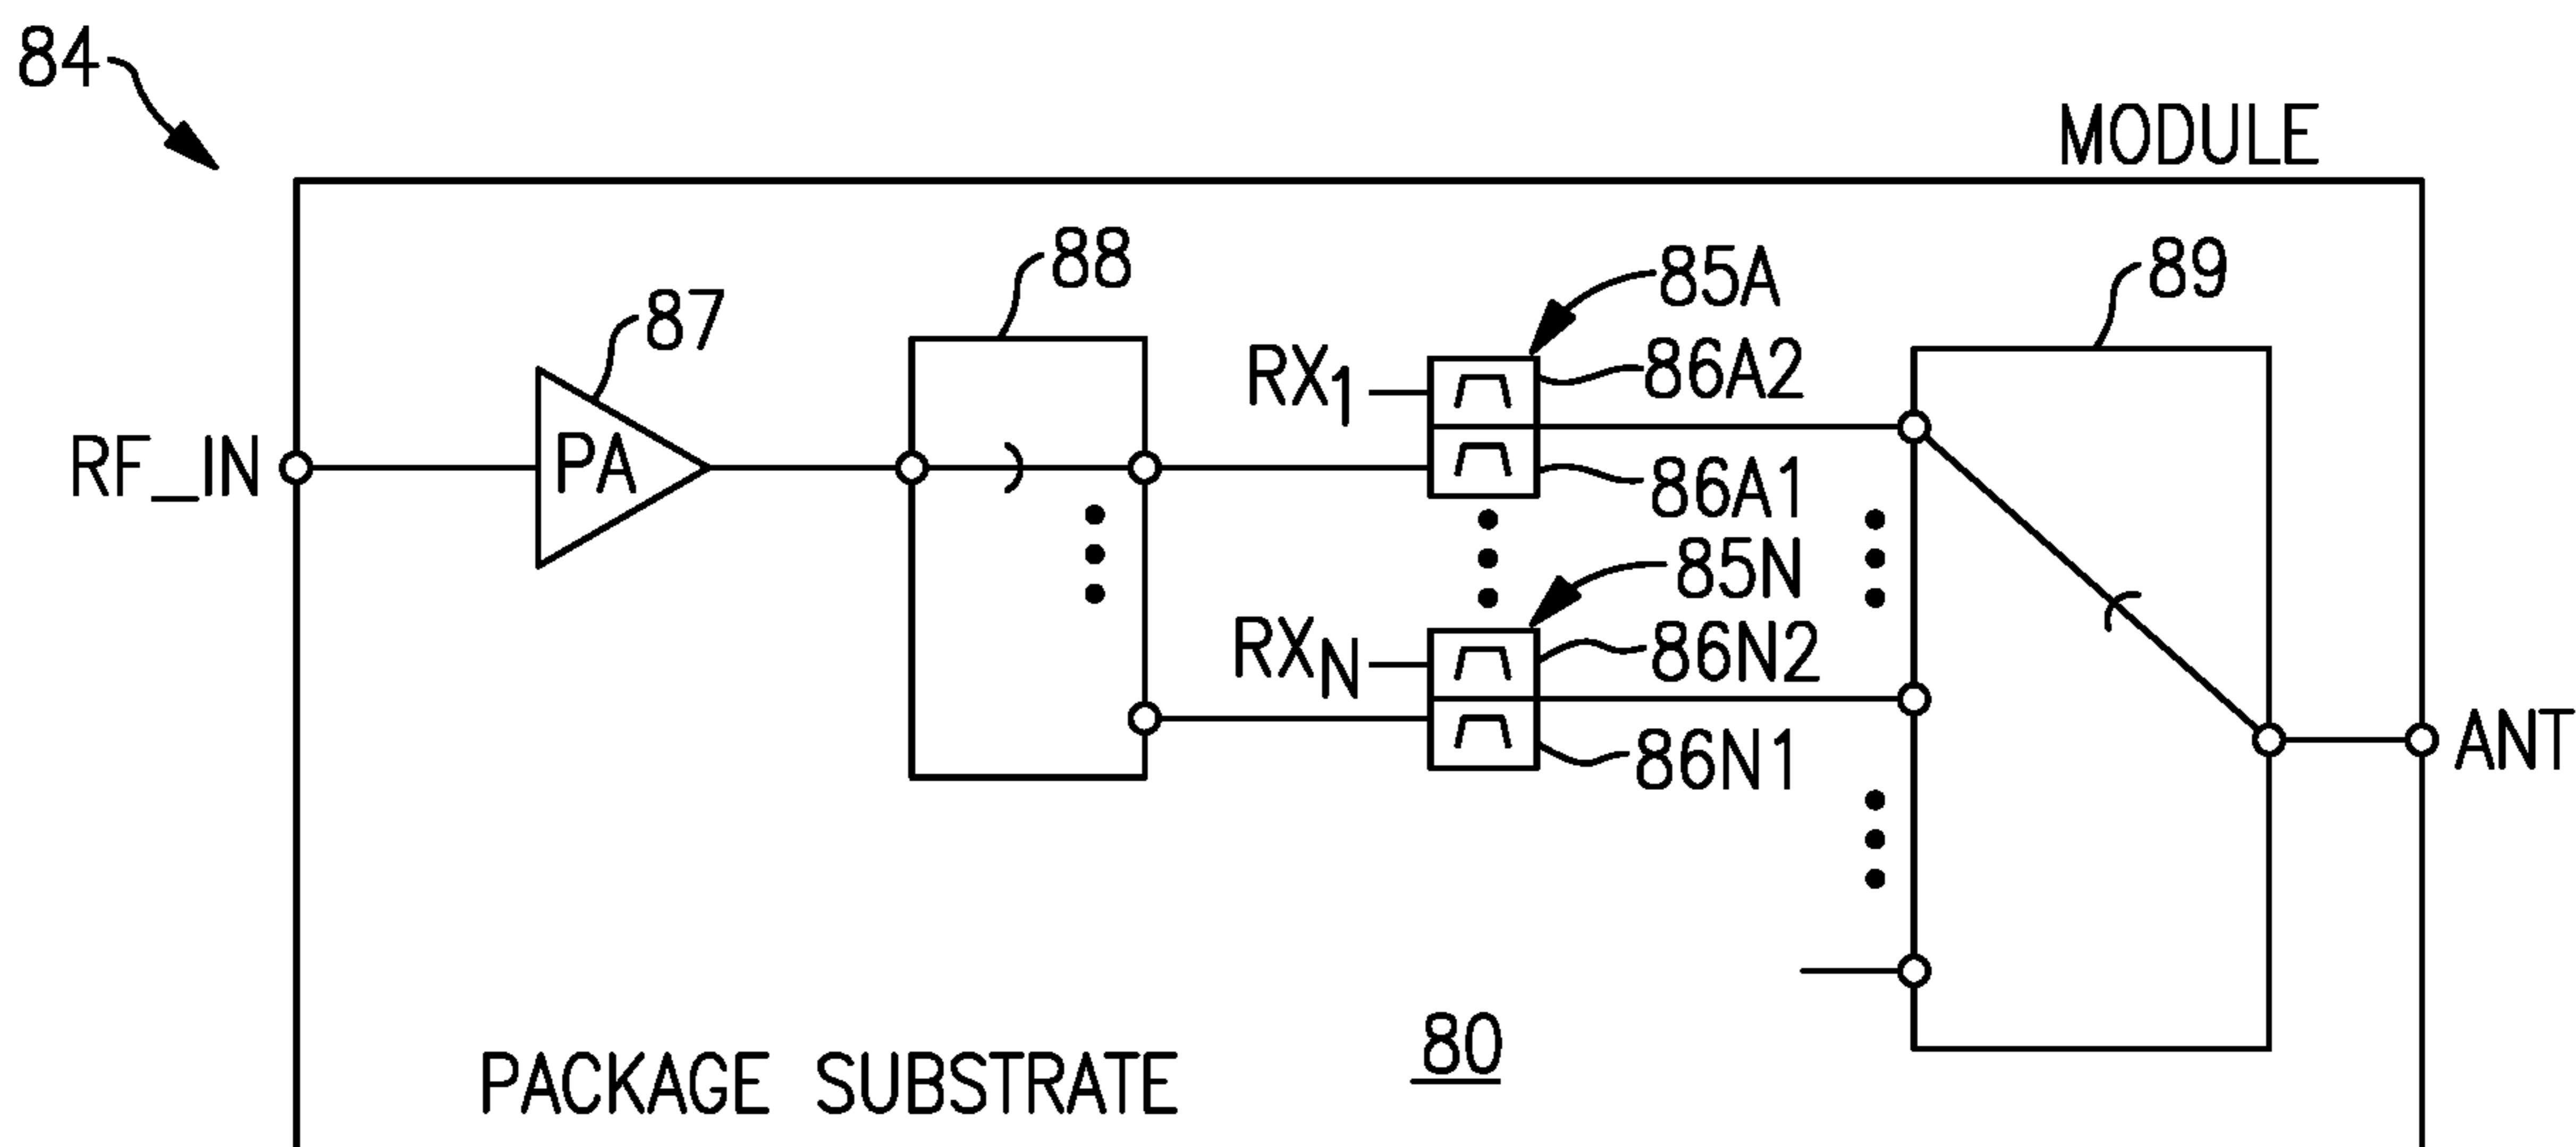 84
MODULE
88
89
85A
87
RX1
86A2
PA
RF_IN
86A1
85N
RXN
86N2
ANT
86N1
80
PACKAGE SUBSTRATE